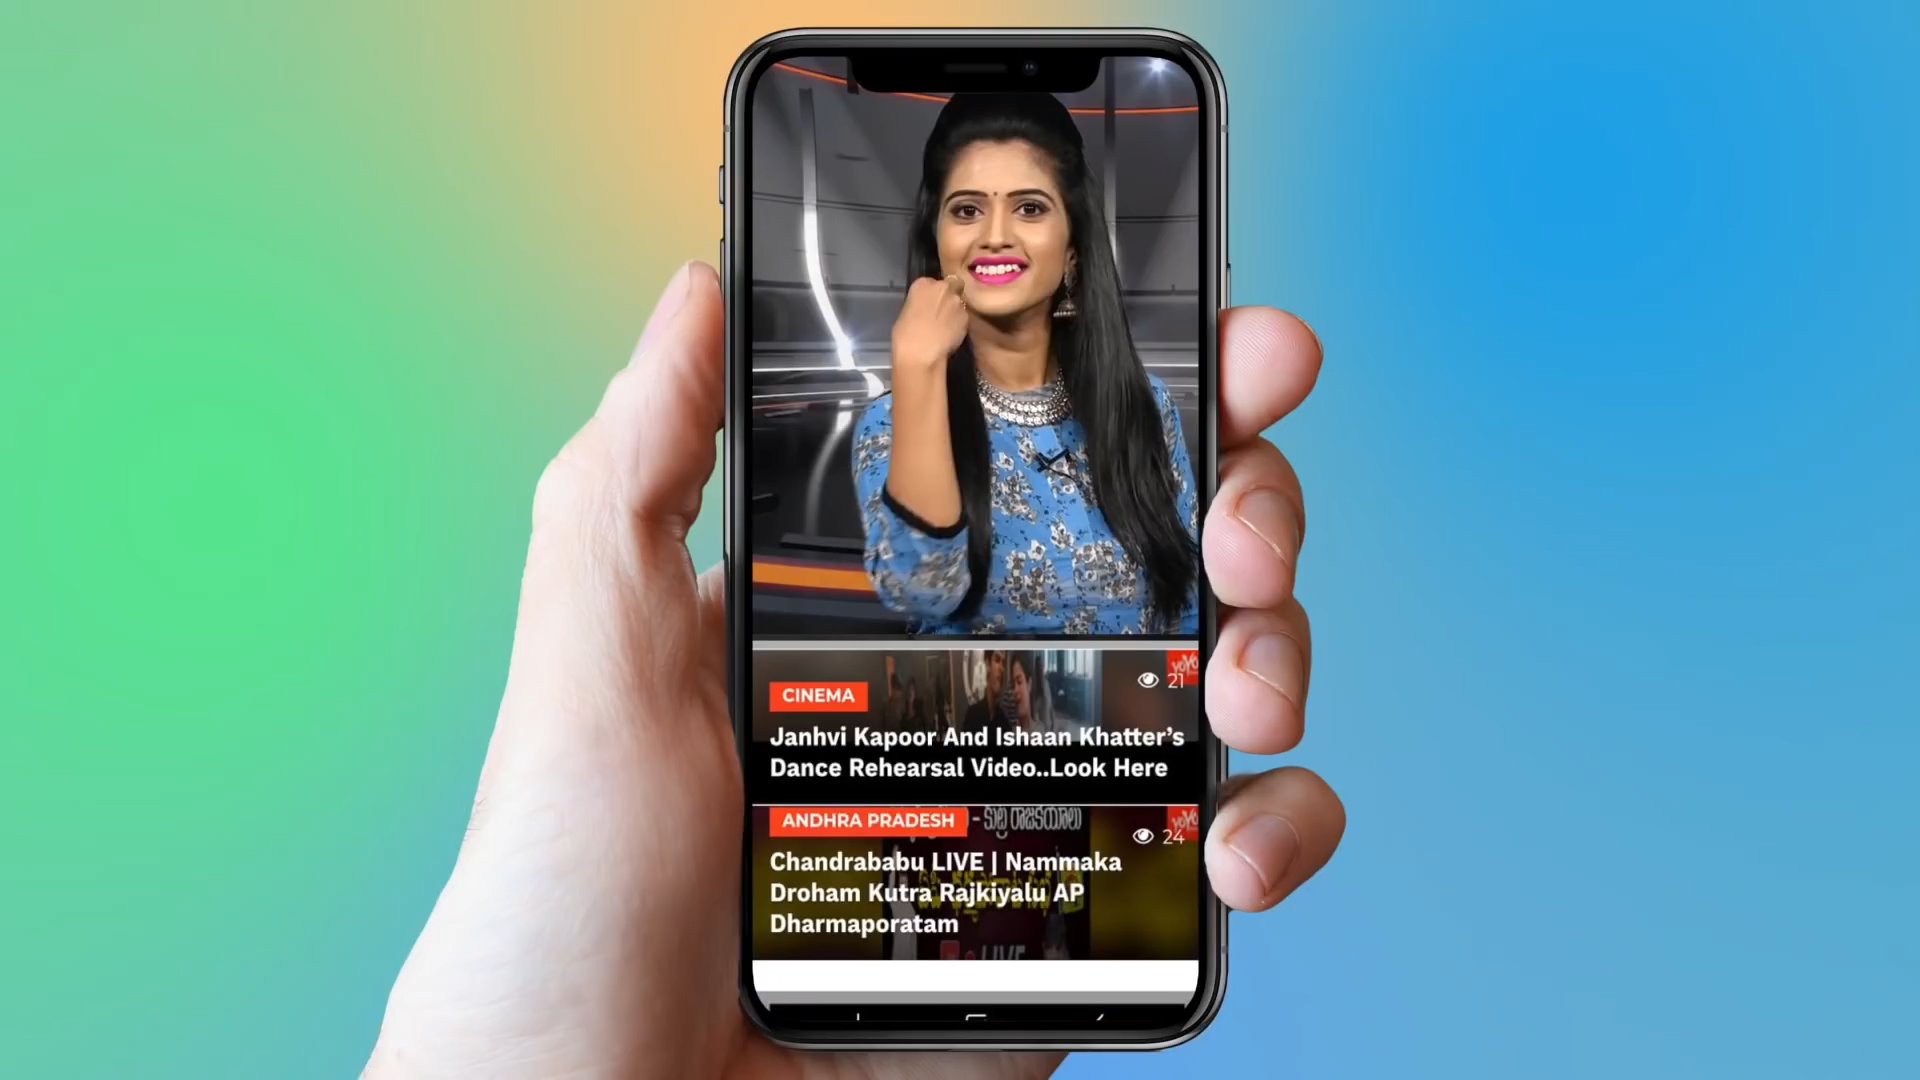 21
CINEMA
Janhvi Kapoor And Ishaan Khatter’s
Dance Rehearsal Video..Look Here
ANDHRA PRADESH
24
Chandrababu LIVE | Nammaka
Droham Kutra Rajkiyalu AP
Dharmaporatam
LIVE